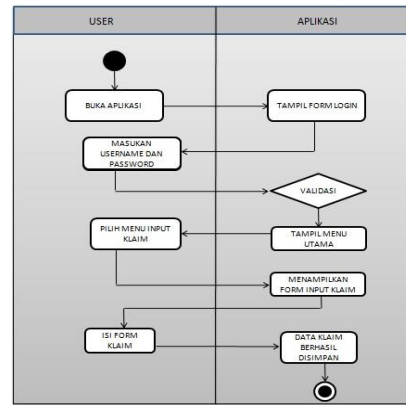 USER
APLIKASI
BUKA APLIKASI
TAMPIL FORM LOGIN
MASUKAN
USERNAME DAN
PASSWORD
VALIDASI
PILIH MENU INPUT
KLAIM
TAMPIL MENU
UTAMA
MENAMPILKAN
FORM INPUT KLAIM
ISI FORM
KLAIM
DATA KLAIM
BERHASIL
DISIMPAN